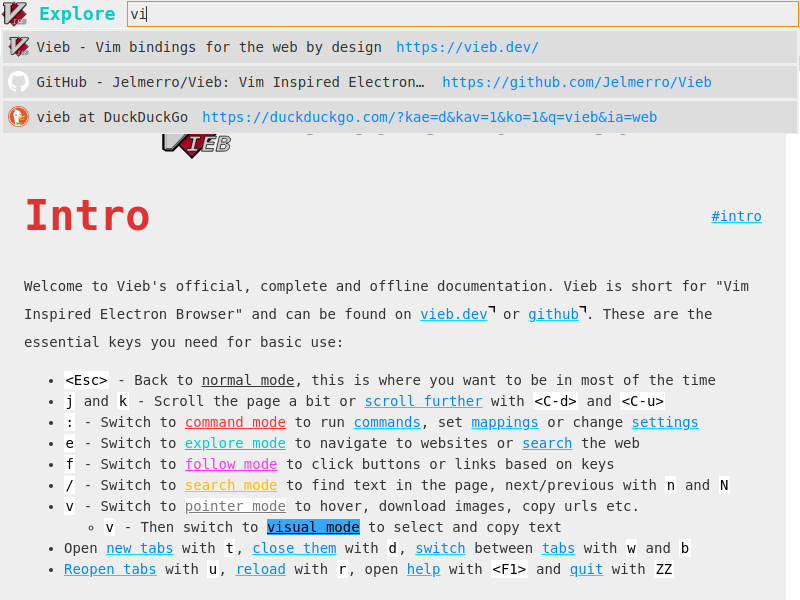 Explore vi
Vieb - Vim bindings for the web by design https://vieb.dev/
GitHub - Jelmerro/Vieb: Vim Inspired Electron… https://github.com/Jelmerro/Vieb
vieb at DuckDuckGo https://duckduckgo.com/?kae=d&kav=1&ko=1&q=vieb&ia=web
VIEB
Intro
#intro
Welcome to Vieb's official, complete and offline documentation. Vieb is short for "Vim
Inspired Electron Browser" and can be found on vieb.dev or github. These are the
essential keys you need for basic use:
• <Esc> - Back to normal mode, this is where you want to be in most of the time
• j and k - Scroll the page a bit or scroll further with <C-d> and <C-u>
• : - Switch to command mode to run commands, set mappings or change settings
• e - Switch to explore mode to navigate to websites or search the web
• f - Switch to follow mode to click buttons or links based on keys
• / - Switch to search mode to find text in the page, next/previous with n and N
• v - Switch to pointer mode to hover, download images, copy urls etc.
◦ v - Then switch to visual mode to select and copy text
• Open new tabs with t, close them with d, switch between tabs with w and b
• Reopen tabs with u, reload with r, open help with <F1> and quit with ZZ